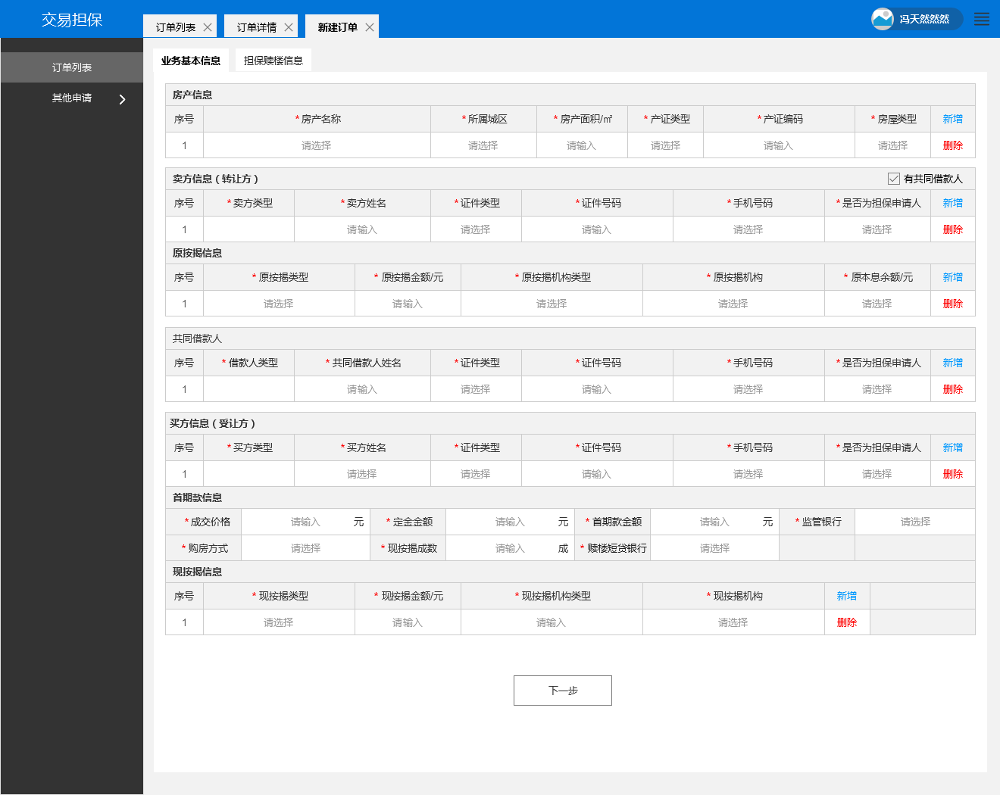 交易担保
订单列表
订单详情
新建订单
冯天然然然
订单列表
其他申请
业务基本信息
担保赎楼信息
房产信息
序号 *房产名称 *所属城区 *房产面积/㎡ *产证类型 *产证编码 *房屋类型 新增
1 请选择 请选择 请输入 请选择 请输入 请选择 删除
卖方信息（转让方） 有共同借款人
序号 *卖方类型 *卖方姓名 *证件类型 *证件号码 *手机号码 *是否为担保申请人 新增
1 请输入 请选择 请输入 请选择 请选择 删除
原按揭信息
序号 *原按揭类型 *原按揭金额/元 *原按揭机构类型 *原按揭机构 *原本息余额/元 新增
1 请选择 请输入 请选择 请选择 请选择 删除
共同借款人
序号 *借款人类型 *共同借款人姓名 *证件类型 *证件号码 *手机号码 *是否为担保申请人 新增
1 请输入 请选择 请输入 请选择 请选择 删除
买方信息（受让方）
序号 *买方类型 *买方姓名 *证件类型 *证件号码 *手机号码 *是否为担保申请人 新增
1 请选择 请选择 请输入 请选择 请选择 删除
首期款信息
*成交价格 请输入 元 *定金金额 请输入 元 *首期款金额 请输入 元 *监管银行 请选择
*购房方式 请选择 *现按揭成数 请输入 成 *赎楼短贷银行 请选择
现按揭信息
序号 *现按揭类型 *现按揭金额/元 *现按揭机构类型 *现按揭机构 新增
1 请选择 请输入 请输入 请选择 删除
下一步